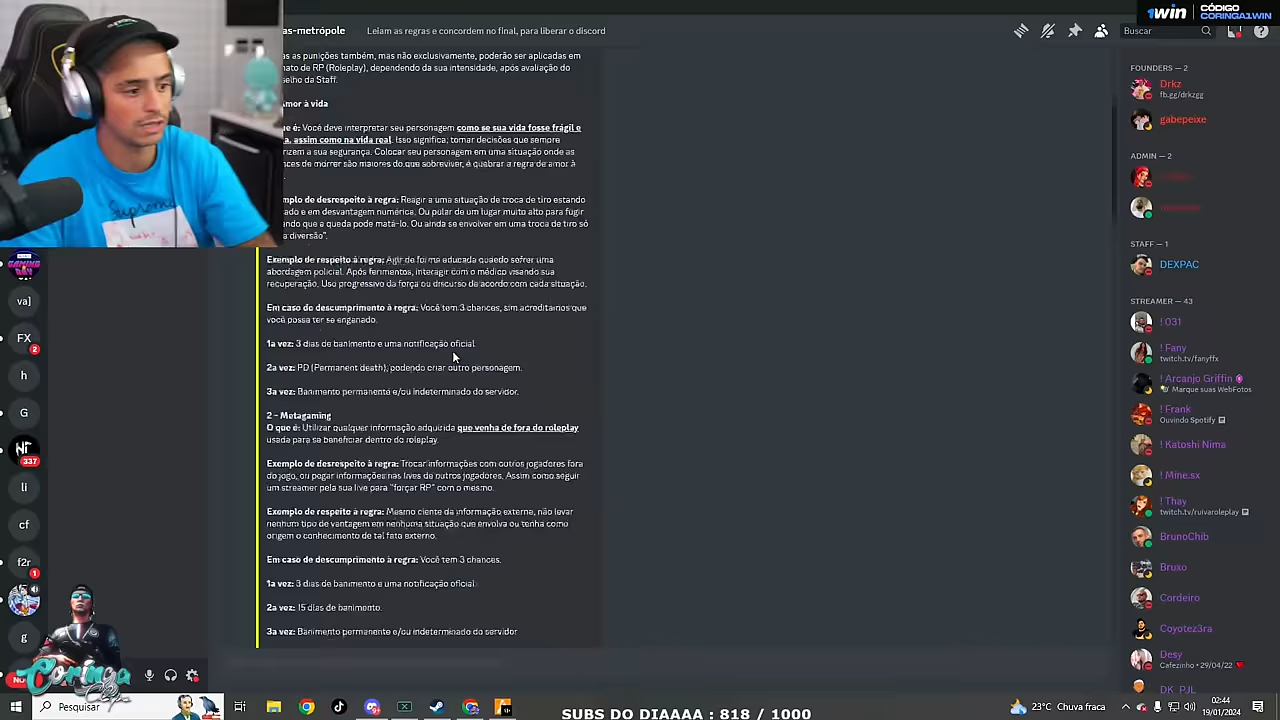 1win CÓDIGO
CORINGA1WIN
as-metrópole
Leiam as regras e concordem no final, para liberar o discord
Buscar
as as punições também, mas não exclusivamente, poderão ser aplicadas em
ato de RP (Roleplay), dependendo da sua intensidade, após avaliação do
selho da Staff.
Amor à vida
que é: Você deve interpretar seu personagem como se sua vida fosse frágil e
a, assim como na vida real. Isso significa; tomar decisões que sempre
rizem a sua segurança. Colocar seu personagem em uma situação onde as
ces de morrer são maiores do que sobreviver, é quebrar a regra de amor à
mplo de desrespeito à regra: Reagir a uma situação de troca de tiro estando
ado e em desvantagem numérica. Ou pular de um lugar muito alto para fugir
ndo que a queda pode matá-lo. Ou ainda se envolver em uma troca de tiro só
a diversão".
Exemplo de respeito à regra: Agir de forma educada quando sofrer uma
abordagem policial. Após ferimentos, interagir com o médico visando sua
recuperação. Uso progressivo da força ou discurso de acordo com cada situação.
Em caso de descumprimento à regra: Você tem 3 chances, sim acreditamos que
você possa ter se enganado.
1a vez: 3 dias de banimento e uma notificação oficial.
2a vez: PD (Permanent death), podendo criar outro personagem.
3a vez: Banimento permanente e/ou indeterminado do servidor.
2 - Metagaming
O que é: Utilizar qualquer informação adquirida que venha de fora do roleplay
usada para se beneficiar dentro do roleplay.
Exemplo de desrespeito à regra: Trocar informações com outros jogadores fora
do jogo, ou pegar informações nas lives de outros jogadores. Assim como seguir
um streamer pela sua live para "forçar RP" com o mesmo.
Exemplo de respeito à regra: Mesmo ciente da informação externa, não levar
nenhum tipo de vantagem em nenhuma situação que envolva ou tenha como
origem o conhecimento de tal fato externo.
Em caso de descumprimento à regra: Você tem 3 chances.
1a vez: 3 dias de banimento e uma notificação oficial.
2a vez: 15 dias de banimento.
3a vez: Banimento permanente e/ou indeterminado do servidor
FOUNDERS — 2
Drkz
fb.gg/drkzgg
gabepeixe
ADMIN — 2
STAFF — 1
DEXPAC
STREAMER — 43
! 031
! Fany
twitch.tv/fanyffx
! Arcanjo Griffin
Marque suas WebFotos
! Frank
Ouvindo Spotify
! Katoshi Nima
! Mine.sx
! Thay
twitch.tv/ruivaroleplay
BrunoChib
Bruxo
Cordeiro
Coyotez3ra
Desy
Cafezinho • 29/04/22
DK_PJL
Supreme
GAMING
DAY
va]
FX
2
h
G
337
li
cf
f2r
1
g
Coringa
Clips
Pesquisar
SUBS DO DIAAAA : 818 / 1000
23°C Chuva fraca
02:44
19/01/2024